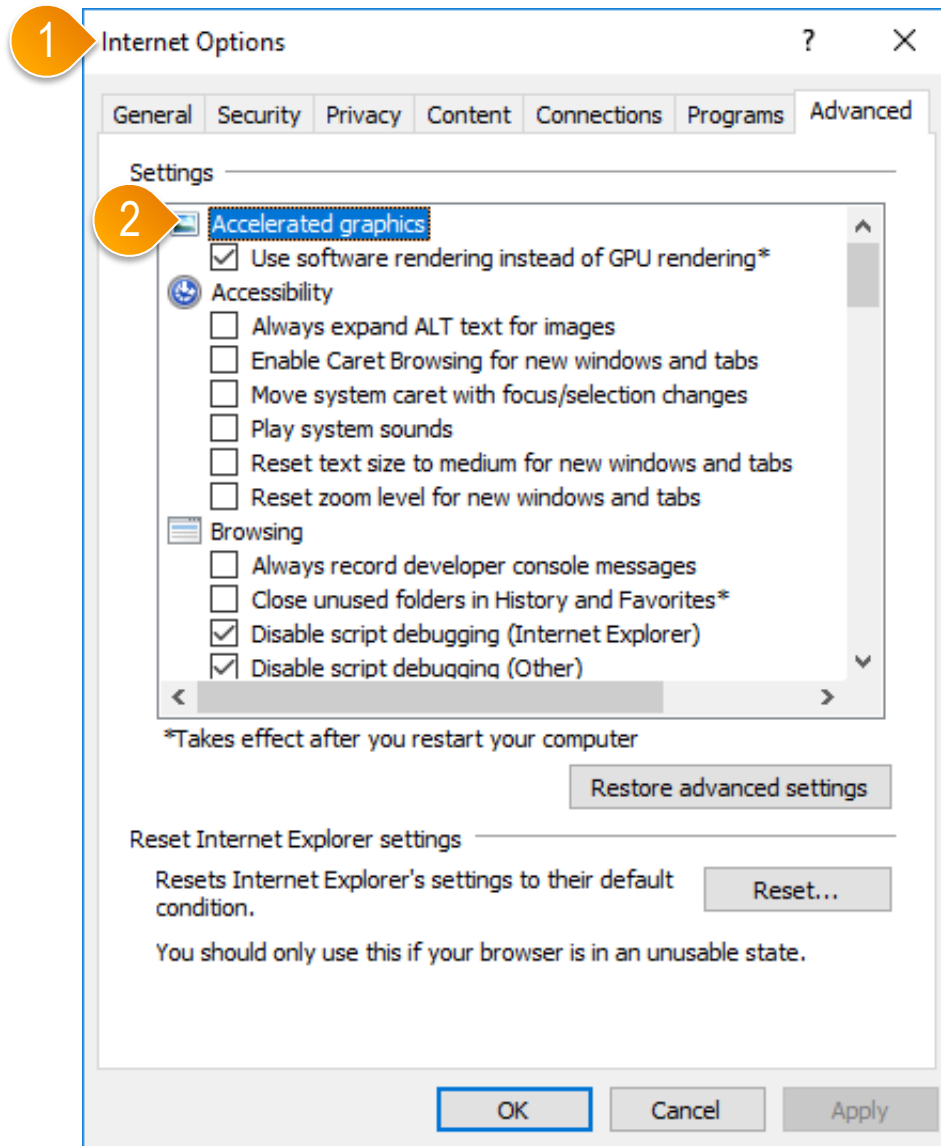 1
Internet Options
?
General Security Privacy Content Connections Programs Advanced
Settings
2
Accelerated graphics
Use software rendering instead of GPU rendering*
Accessibility
Always expand ALT text for images
Enable Caret Browsing for new windows and tabs
Move system caret with focus/selection changes
Play system sounds
Reset text size to medium for new windows and tabs
Reset zoom level for new windows and tabs
Browsing
Always record developer console messages
Close unused folders in History and Favorites*
Disable script debugging (Internet Explorer)
Disable script debugging (Other)
*Takes effect after you restart your computer
Restore advanced settings
Reset Internet Explorer settings
Resets Internet Explorer's settings to their default
condition.
Reset...
You should only use this if your browser is in an unusable state.
OK Cancel Apply